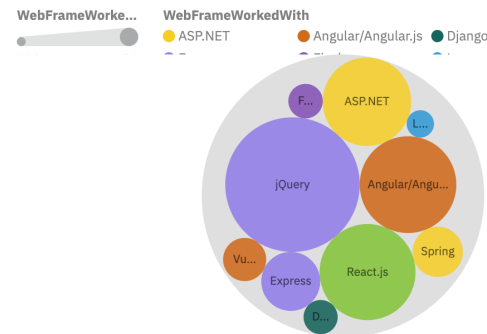 WebFrameWorke... WebFrameWorkedWith
ASP.NET Angular/Angular.js Django
F... ASP.NET
L...
jQuery Angular/Angu...
Vu... Spring
Express React.js
D...